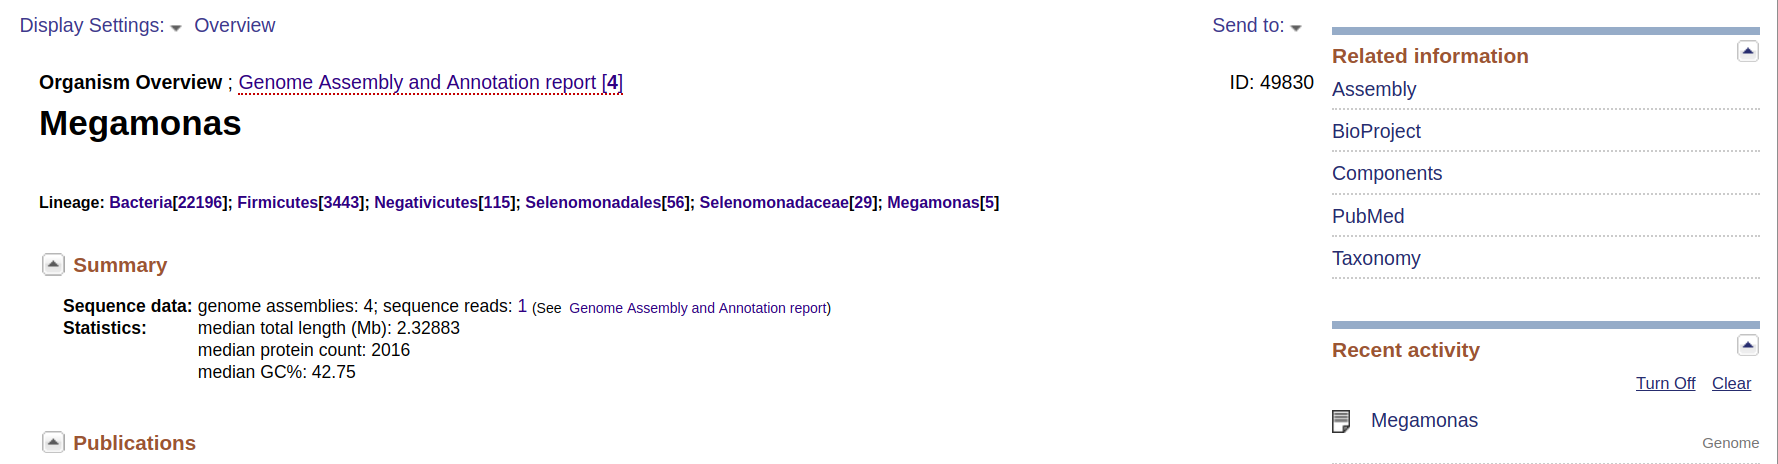 Display Settings: Overview
Send to:
Organism Overview ; Genome Assembly and Annotation report [4]
ID: 49830
Megamonas
Lineage: Bacteria[22196]; Firmicutes[3443]; Negativicutes[115]; Selenomonadales[56]; Selenomonadaceae[29]; Megamonas[5]
Summary
Sequence data: genome assemblies: 4; sequence reads: 1 (See Genome Assembly and Annotation report)
Statistics: median total length (Mb): 2.32883
median protein count: 2016
median GC%: 42.75
Publications
Related information
Assembly
BioProject
Components
PubMed
Taxonomy
Recent activity
Turn Off Clear
Megamonas
Genome